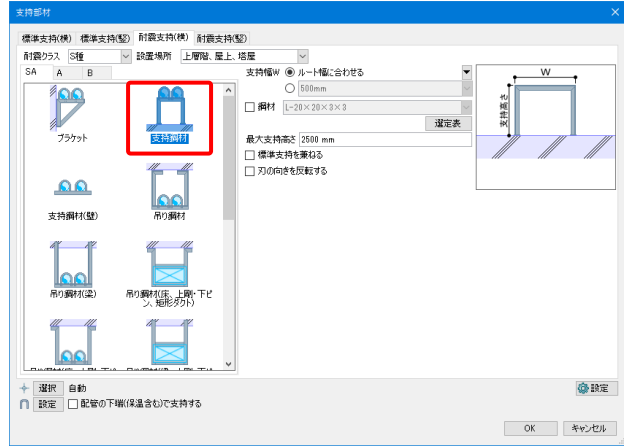 支持部材
標準支持(横) 標準支持(竪) 耐震支持(横) 耐震支持(竪)
耐震クラス S種 設置場所 上層階、屋上、塔屋
SA A B
支持幅W ルート幅に合わせる
500mm
鋼材 L-20×20×3×3
選定表
最大支持高さ 2500 mm
標準支持を兼ねる
刃の向きを反転する
W
支持高さ
ブラケット 支持鋼材
支持鋼材(壁) 吊り鋼材
吊り鋼材(梁) 吊り鋼材(床、上剛・下ピ
ン、矩形ダクト)
選択 自動 設定
設定 配管の下端(保温含む)で支持する
OK キャンセル